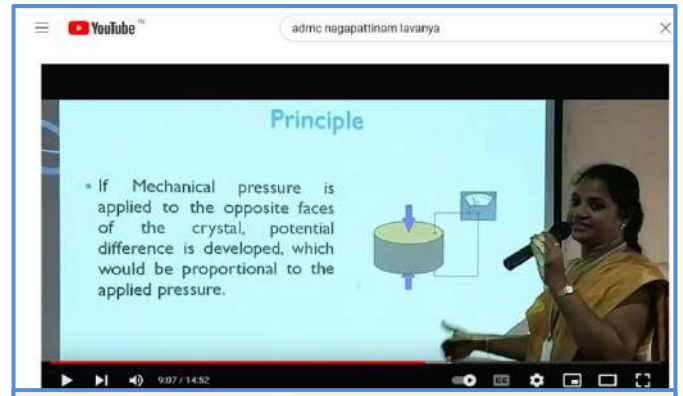 YouTube
admc nagapattinam lavanya
Principle
• If Mechanical pressure is
applied to the opposite faces
of the crystal, potential
difference is developed, which
would be proportional to the
applied pressure.
9:07 / 14:52
CC